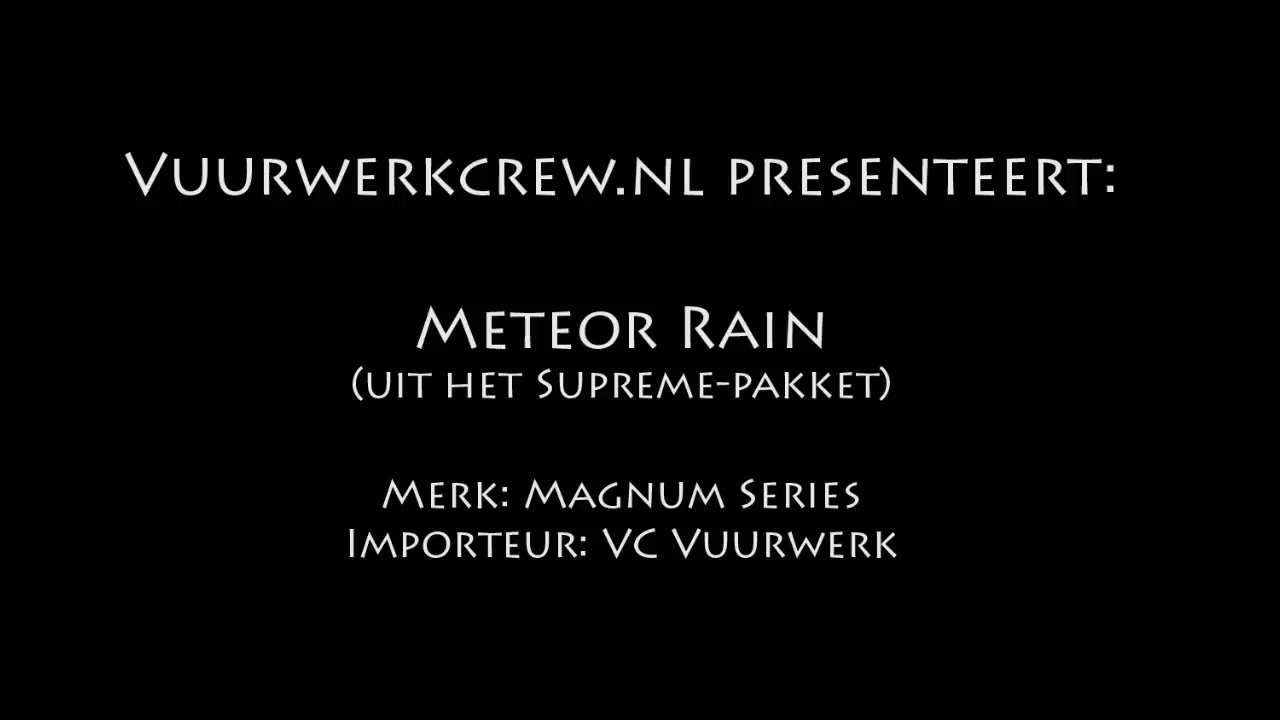 Vuurwerkcrew.nl presenteert:
Meteor Rain
(uit het Supreme-pakket)
Merk: Magnum Series
Importeur: VC Vuurwerk